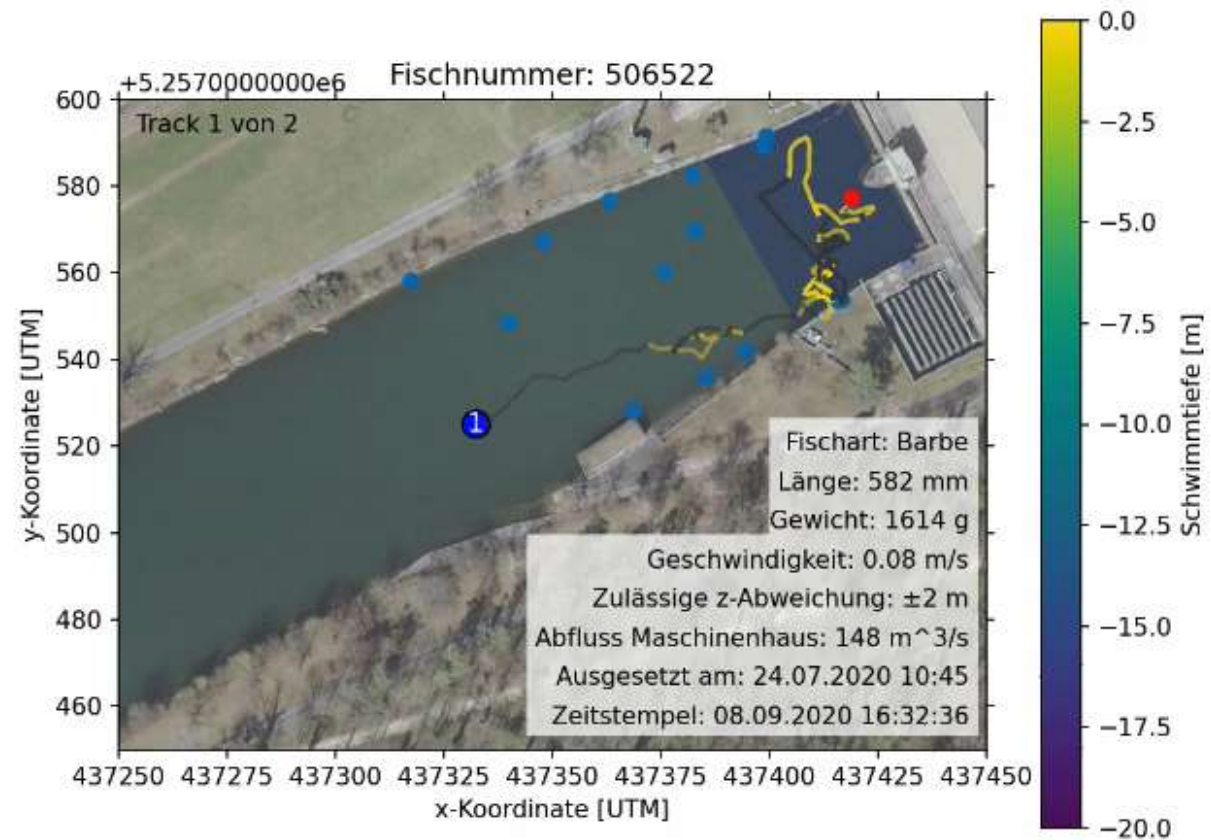 +5.2570000000e6
Fischnummer: 506522
Track 1 von 2
600
580
560
540
520
500
480
460
y-Koordinate [UTM]
1
Fischart: Barbe
Länge: 582 mm
Gewicht: 1614 g
Geschwindigkeit: 0.08 m/s
Zulässige z-Abweichung: ±2 m
Abfluss Maschinenhaus: 148 m^3/s
Ausgesetzt am: 24.07.2020 10:45
Zeitstempel: 08.09.2020 16:32:36
437250 437275 437300 437325 437350 437375 437400 437425 437450
x-Koordinate [UTM]
0.0
−2.5
−5.0
−7.5
−10.0
−12.5
−15.0
−17.5
−20.0
Schwimmtiefe [m]